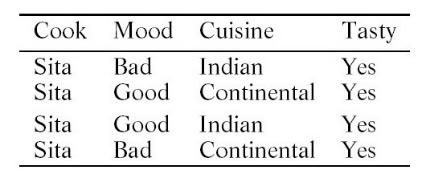 Cook Mood Cuisine Tasty
Sita Bad Indian Yes
Sita Good Continental Yes
Sita Good Indian Yes
Sita Bad Continental Yes